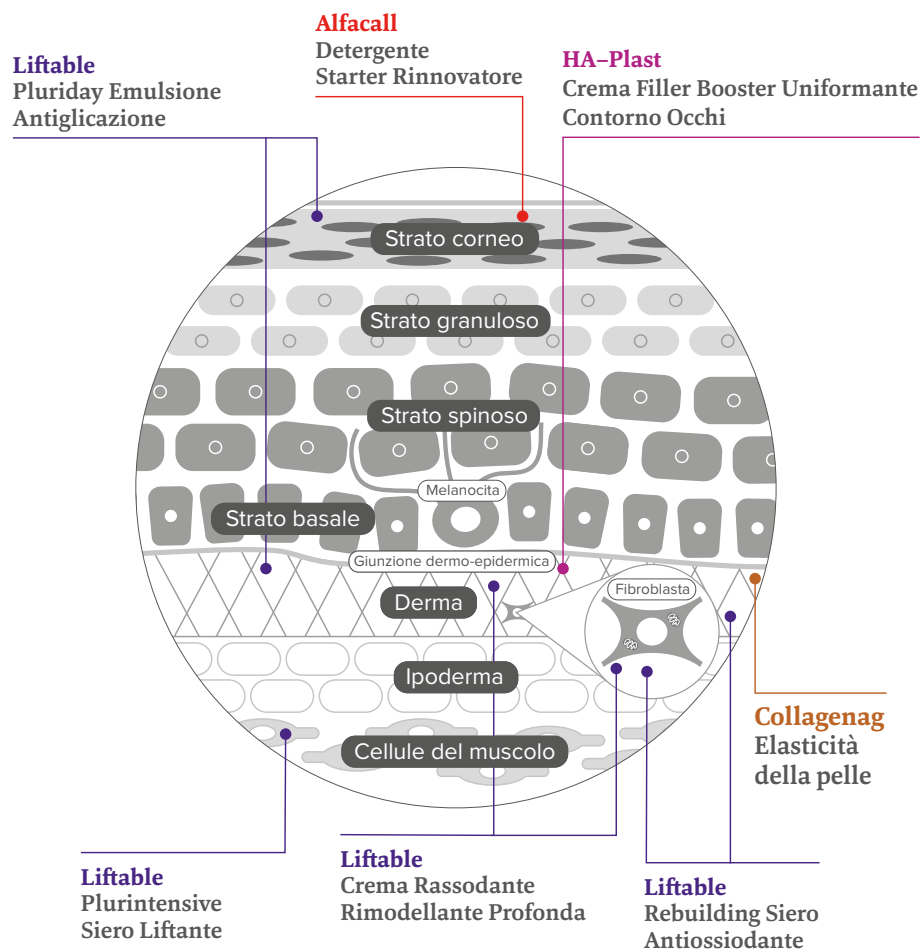 Alfacall
Detergente
Starter Rinnovatore
Liftable
Pluriday Emulsione
Antiglicazione
HA–Plast
Crema Filler Booster Uniformante
Contorno Occhi
Strato corneo
Strato granuloso
Strato spinoso
Melanocita
Strato basale
Giunzione dermo-epidermica
Fibroblasta
Derma
Ipoderma
Cellule del muscolo
Collagenag
Elasticità
della pelle
Liftable
Plurintensive
Siero Liftante
Liftable
Crema Rassodante
Rimodellante Profonda
Liftable
Rebuilding Siero
Antiossiodante